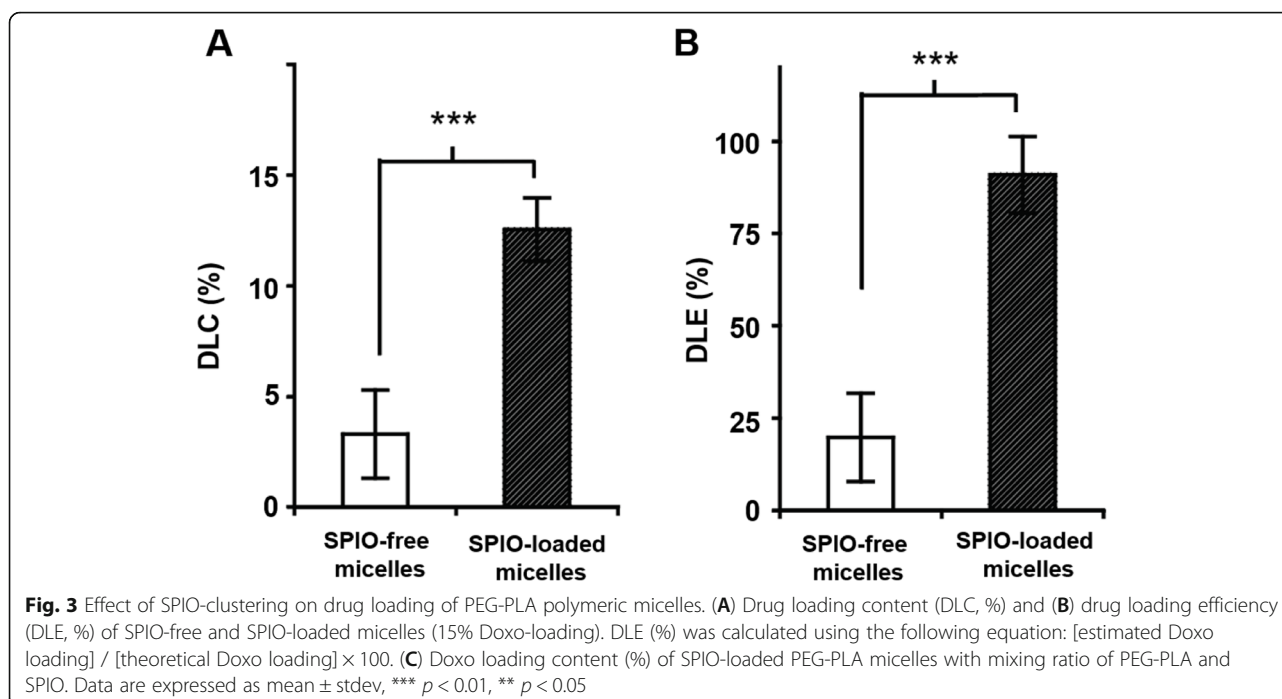 A
B
***
***
DLC (%)
15
10
5
0
SPIO-free
micelles
SPIO-loaded
micelles
DLE (%)
100
75
50
25
0
SPIO-free
micelles
SPIO-loaded
micelles
Fig. 3 Effect of SPIO-clustering on drug loading of PEG-PLA polymeric micelles. (A) Drug loading content (DLC, %) and (B) drug loading efficiency
(DLE, %) of SPIO-free and SPIO-loaded micelles (15% Doxo-loading). DLE (%) was calculated using the following equation: [estimated Doxo
loading] / [theoretical Doxo loading] × 100. (C) Doxo loading content (%) of SPIO-loaded PEG-PLA micelles with mixing ratio of PEG-PLA and
SPIO. Data are expressed as mean ± stdev, *** p < 0.01, ** p < 0.05